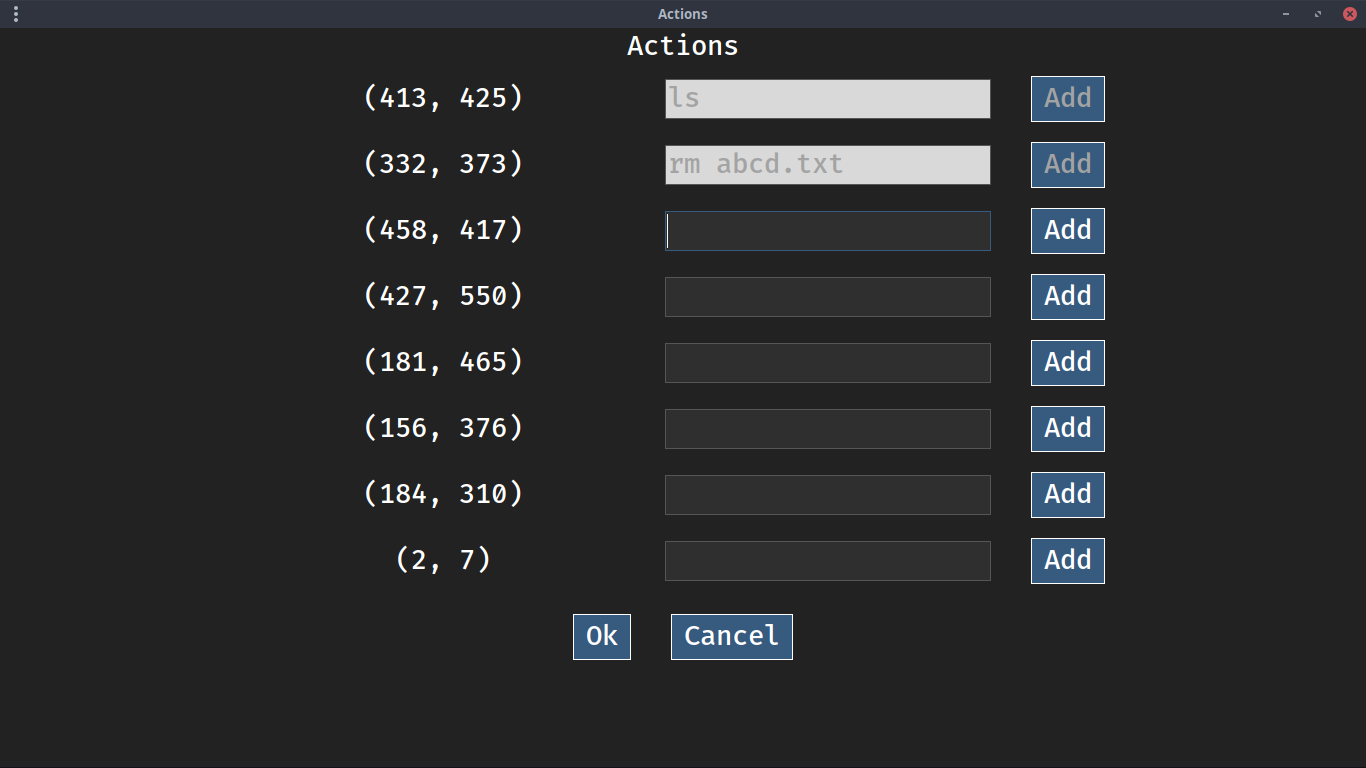 Actions
Actions
(413, 425) ls Add
(332, 373) rm abcd.txt Add
(458, 417) Add
(427, 550) Add
(181, 465) Add
(156, 376) Add
(184, 310) Add
(2, 7) Add
Ok Cancel